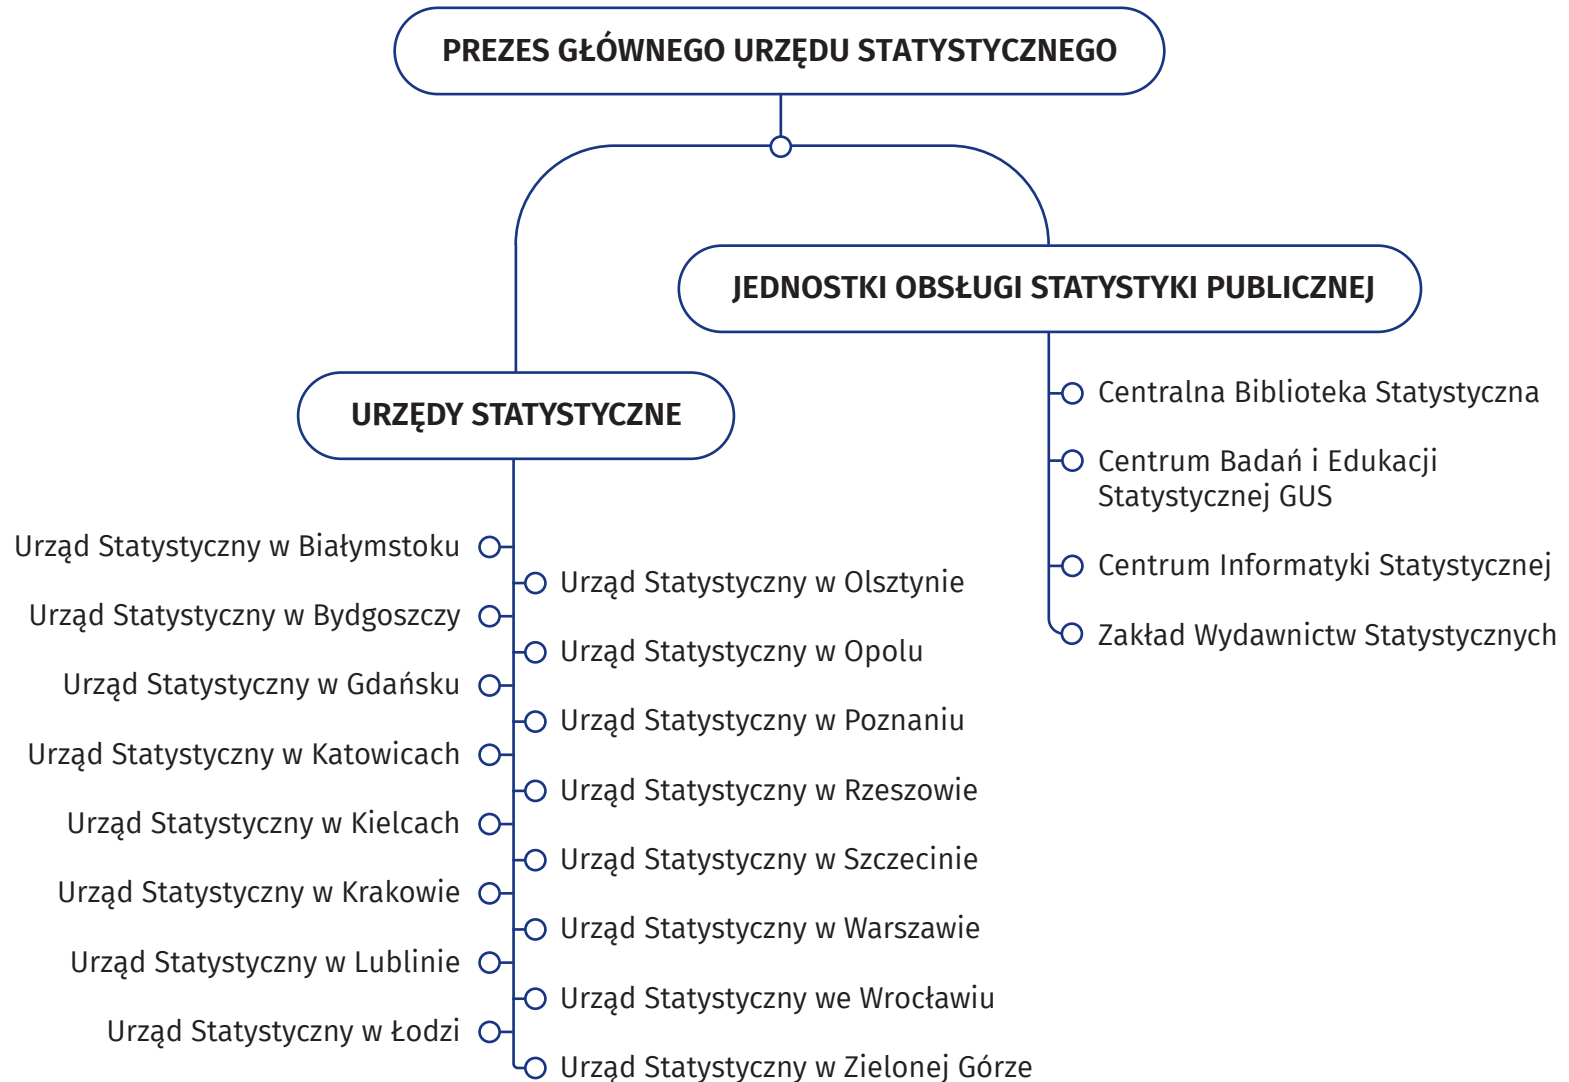 PREZES GŁÓWNEGO URZĘDU STATYSTYCZNEGO
JEDNOSTKI OBSŁUGI STATYSTYKI PUBLICZNEJ
Centralna Biblioteka Statystyczna
Centrum Badań i Edukacji
Statystycznej GUS
Centrum Informatyki Statystycznej
Zakład Wydawnictw Statystycznych
URZĘDY STATYSTYCZNE
Urząd Statystyczny w Białymstoku
Urząd Statystyczny w Bydgoszczy
Urząd Statystyczny w Gdańsku
Urząd Statystyczny w Katowicach
Urząd Statystyczny w Kielcach
Urząd Statystyczny w Krakowie
Urząd Statystyczny w Lublinie
Urząd Statystyczny w Łodzi
Urząd Statystyczny w Olsztynie
Urząd Statystyczny w Opolu
Urząd Statystyczny w Poznaniu
Urząd Statystyczny w Rzeszowie
Urząd Statystyczny w Szczecinie
Urząd Statystyczny w Warszawie
Urząd Statystyczny we Wrocławiu
Urząd Statystyczny w Zielonej Górze